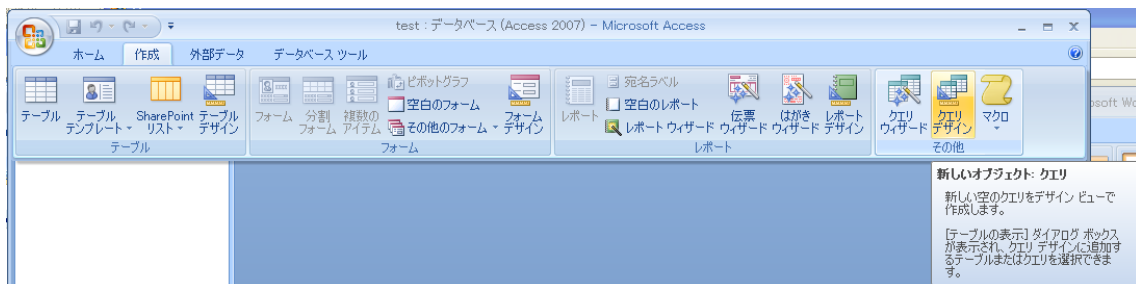 test : データベース (Access 2007) - Microsoft Access
ホーム 作成 外部データ データベース ツール
テーブル
テーブル テンプレート
SharePoint リスト
テーブル デザイン
テーブル
フォーム
分割 フォーム
複数の アイテム
ピボットグラフ
空白のフォーム
その他のフォーム
フォーム デザイン
フォーム
レポート
宛名ラベル
空白のレポート
レポート ウィザード
伝票 ウィザード
はがき ウィザード
レポート デザイン
レポート
クエリ ウィザード
クエリ デザイン
マクロ
その他
osoft Wo
新しいオブジェクト: クエリ
新しい空のクエリをデザイン ビューで
作成します。
[テーブルの表示] ダイアログ ボックス
が表示され、クエリ デザインに追加す
るテーブルまたはクエリを選択できま
す。